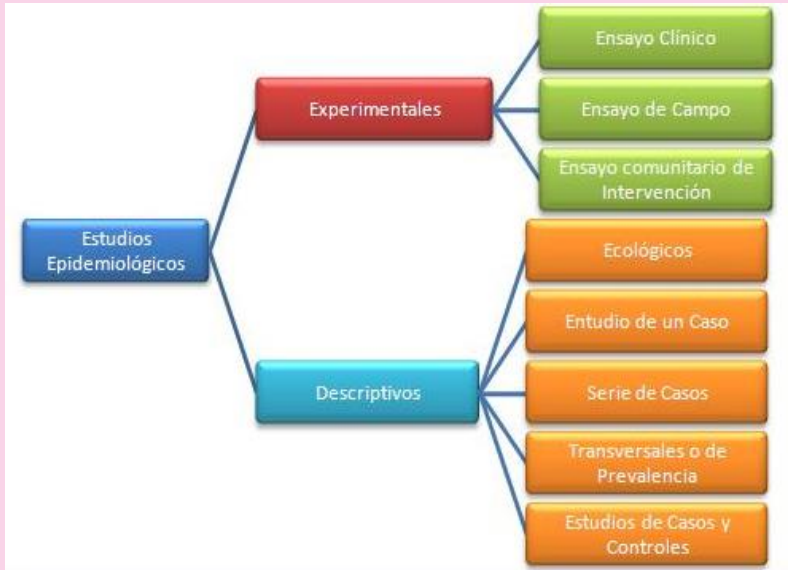 Estudios
Epidemiológicos
Experimentales
Ensayo Clínico
Ensayo de Campo
Ensayo comunitario de
Intervención
Descriptivos
Ecológicos
Entudio de un Caso
Serie de Casos
Transversales o de
Prevalencia
Estudios de Casos y
Controles